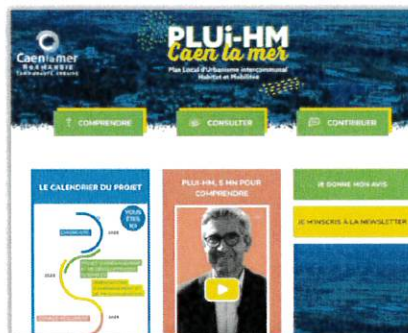 Caen la mer
NORMANDIE
COMMUNAUTÉ URBAINE
PLUi-HM
Caen la mer
Plan Local d'Urbanisme intercommunal
Habitat et Mobilités
COMPRENDRE
CONSULTER
CONTRIBUER
LE CALENDRIER DU PROJET
VOUS
ÊTES
ICI
PLUI-HM, 5 MN POUR
COMPRENDRE
JE DONNE MON AVIS
JE M'INSCRIS À LA NEWSLETTER